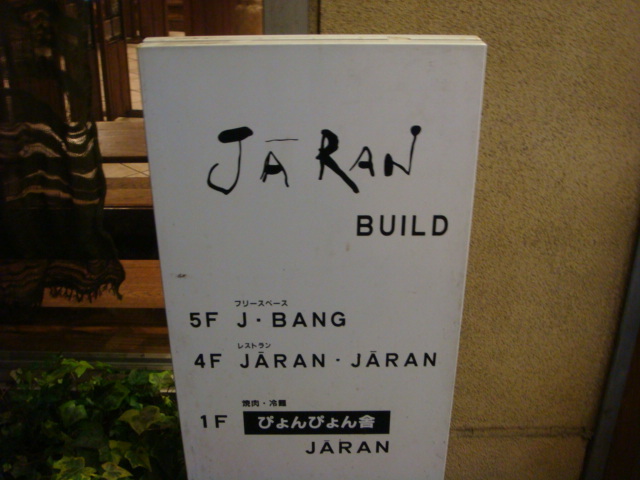 JĀRAN
BUILD
フリースペース
5F J・BANG
レストラン
4F JĀRAN・JĀRAN
焼肉・冷麺
1F ぴょんぴょん舎
JĀRAN